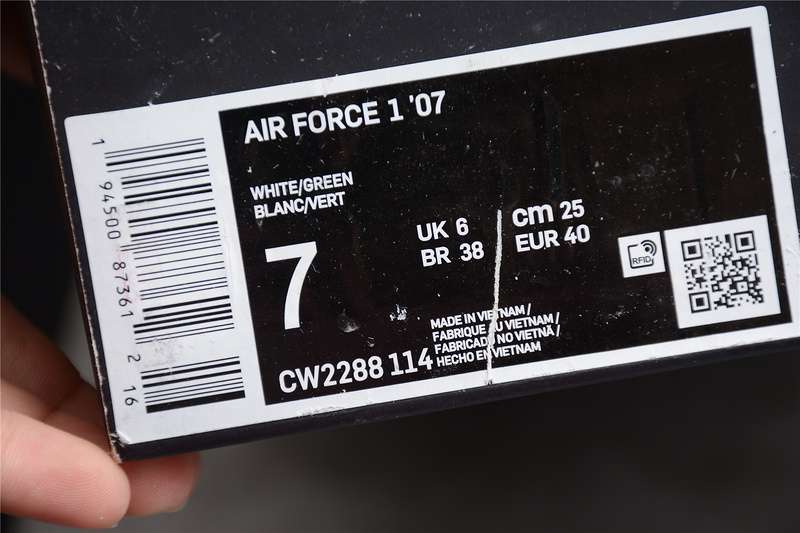 AIR FORCE 1 '07
WHITE/GREEN
BLANC/VERT
7
UK 6
BR 38
cm 25
EUR 40
RFID
MADE IN VIETNAM /
FABRIQUE AU VIETNAM /
FABRICADO NO VIETNÃ /
HECHO EN VIETNAM
CW2288 114
1 94500 87361 2 16